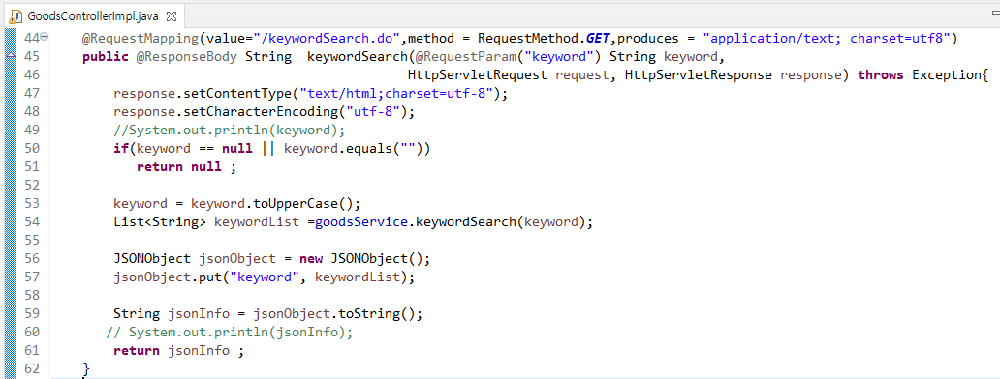 GoodsControllerImpl.java
44 @RequestMapping(value="/keywordSearch.do",method = RequestMethod.GET,produces = "application/text; charset=utf8")
45 public @ResponseBody String  keywordSearch(@RequestParam("keyword") String keyword,
46 HttpServletRequest request, HttpServletResponse response) throws Exception{
47 response.setContentType("text/html;charset=utf-8");
48 response.setCharacterEncoding("utf-8");
49 //System.out.println(keyword);
50 if(keyword == null || keyword.equals(""))
51 return null ;
52
53 keyword = keyword.toUpperCase();
54 List<String> keywordList =goodsService.keywordSearch(keyword);
55
56 JSONObject jsonObject = new JSONObject();
57 jsonObject.put("keyword", keywordList);
58
59 String jsonInfo = jsonObject.toString();
60 // System.out.println(jsonInfo);
61 return jsonInfo ;
62 }